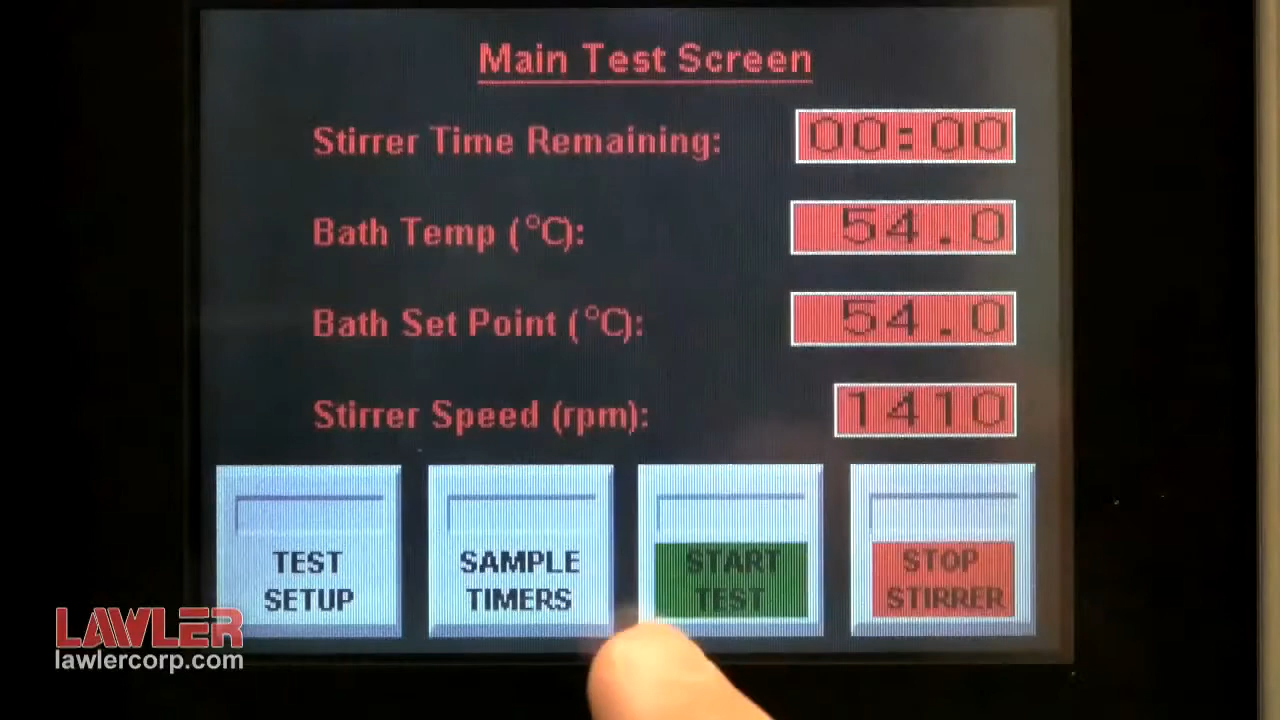 Main Test Screen
Stirrer Time Remaining: 00:00
Bath Temp (°C): 54.0
Bath Set Point (°C): 54.0
Stirrer Speed (rpm): 1410
TEST SETUP
SAMPLE TIMERS
START TEST
STOP STIRRER
LAWLER
lawlercorp.com